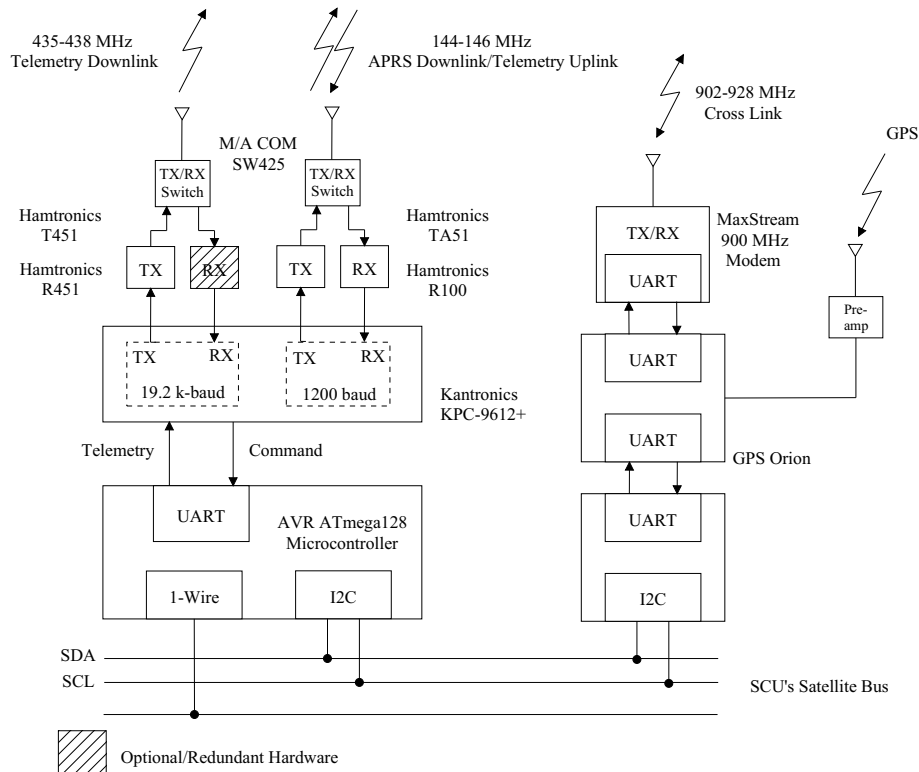 435-438 MHz
Telemetry Downlink
144-146 MHz
APRS Downlink/Telemetry Uplink
902-928 MHz
Cross Link
GPS
M/A COM
SW425
TX/RX
Switch
TX/RX
Switch
Hamtronics
T451
Hamtronics
TA51
TX/RX
MaxStream
900 MHz
Modem
Hamtronics
R451
TX
RX
TX
RX
Hamtronics
R100
UART
Pre-
amp
TX
RX
TX
RX
UART
19.2 k-baud
1200 baud
Kantronics
KPC-9612+
UART
Telemetry
Command
GPS Orion
UART
AVR ATmega128
Microcontroller
UART
1-Wire
I2C
I2C
SDA
SCL
SCU's Satellite Bus
Optional/Redundant Hardware